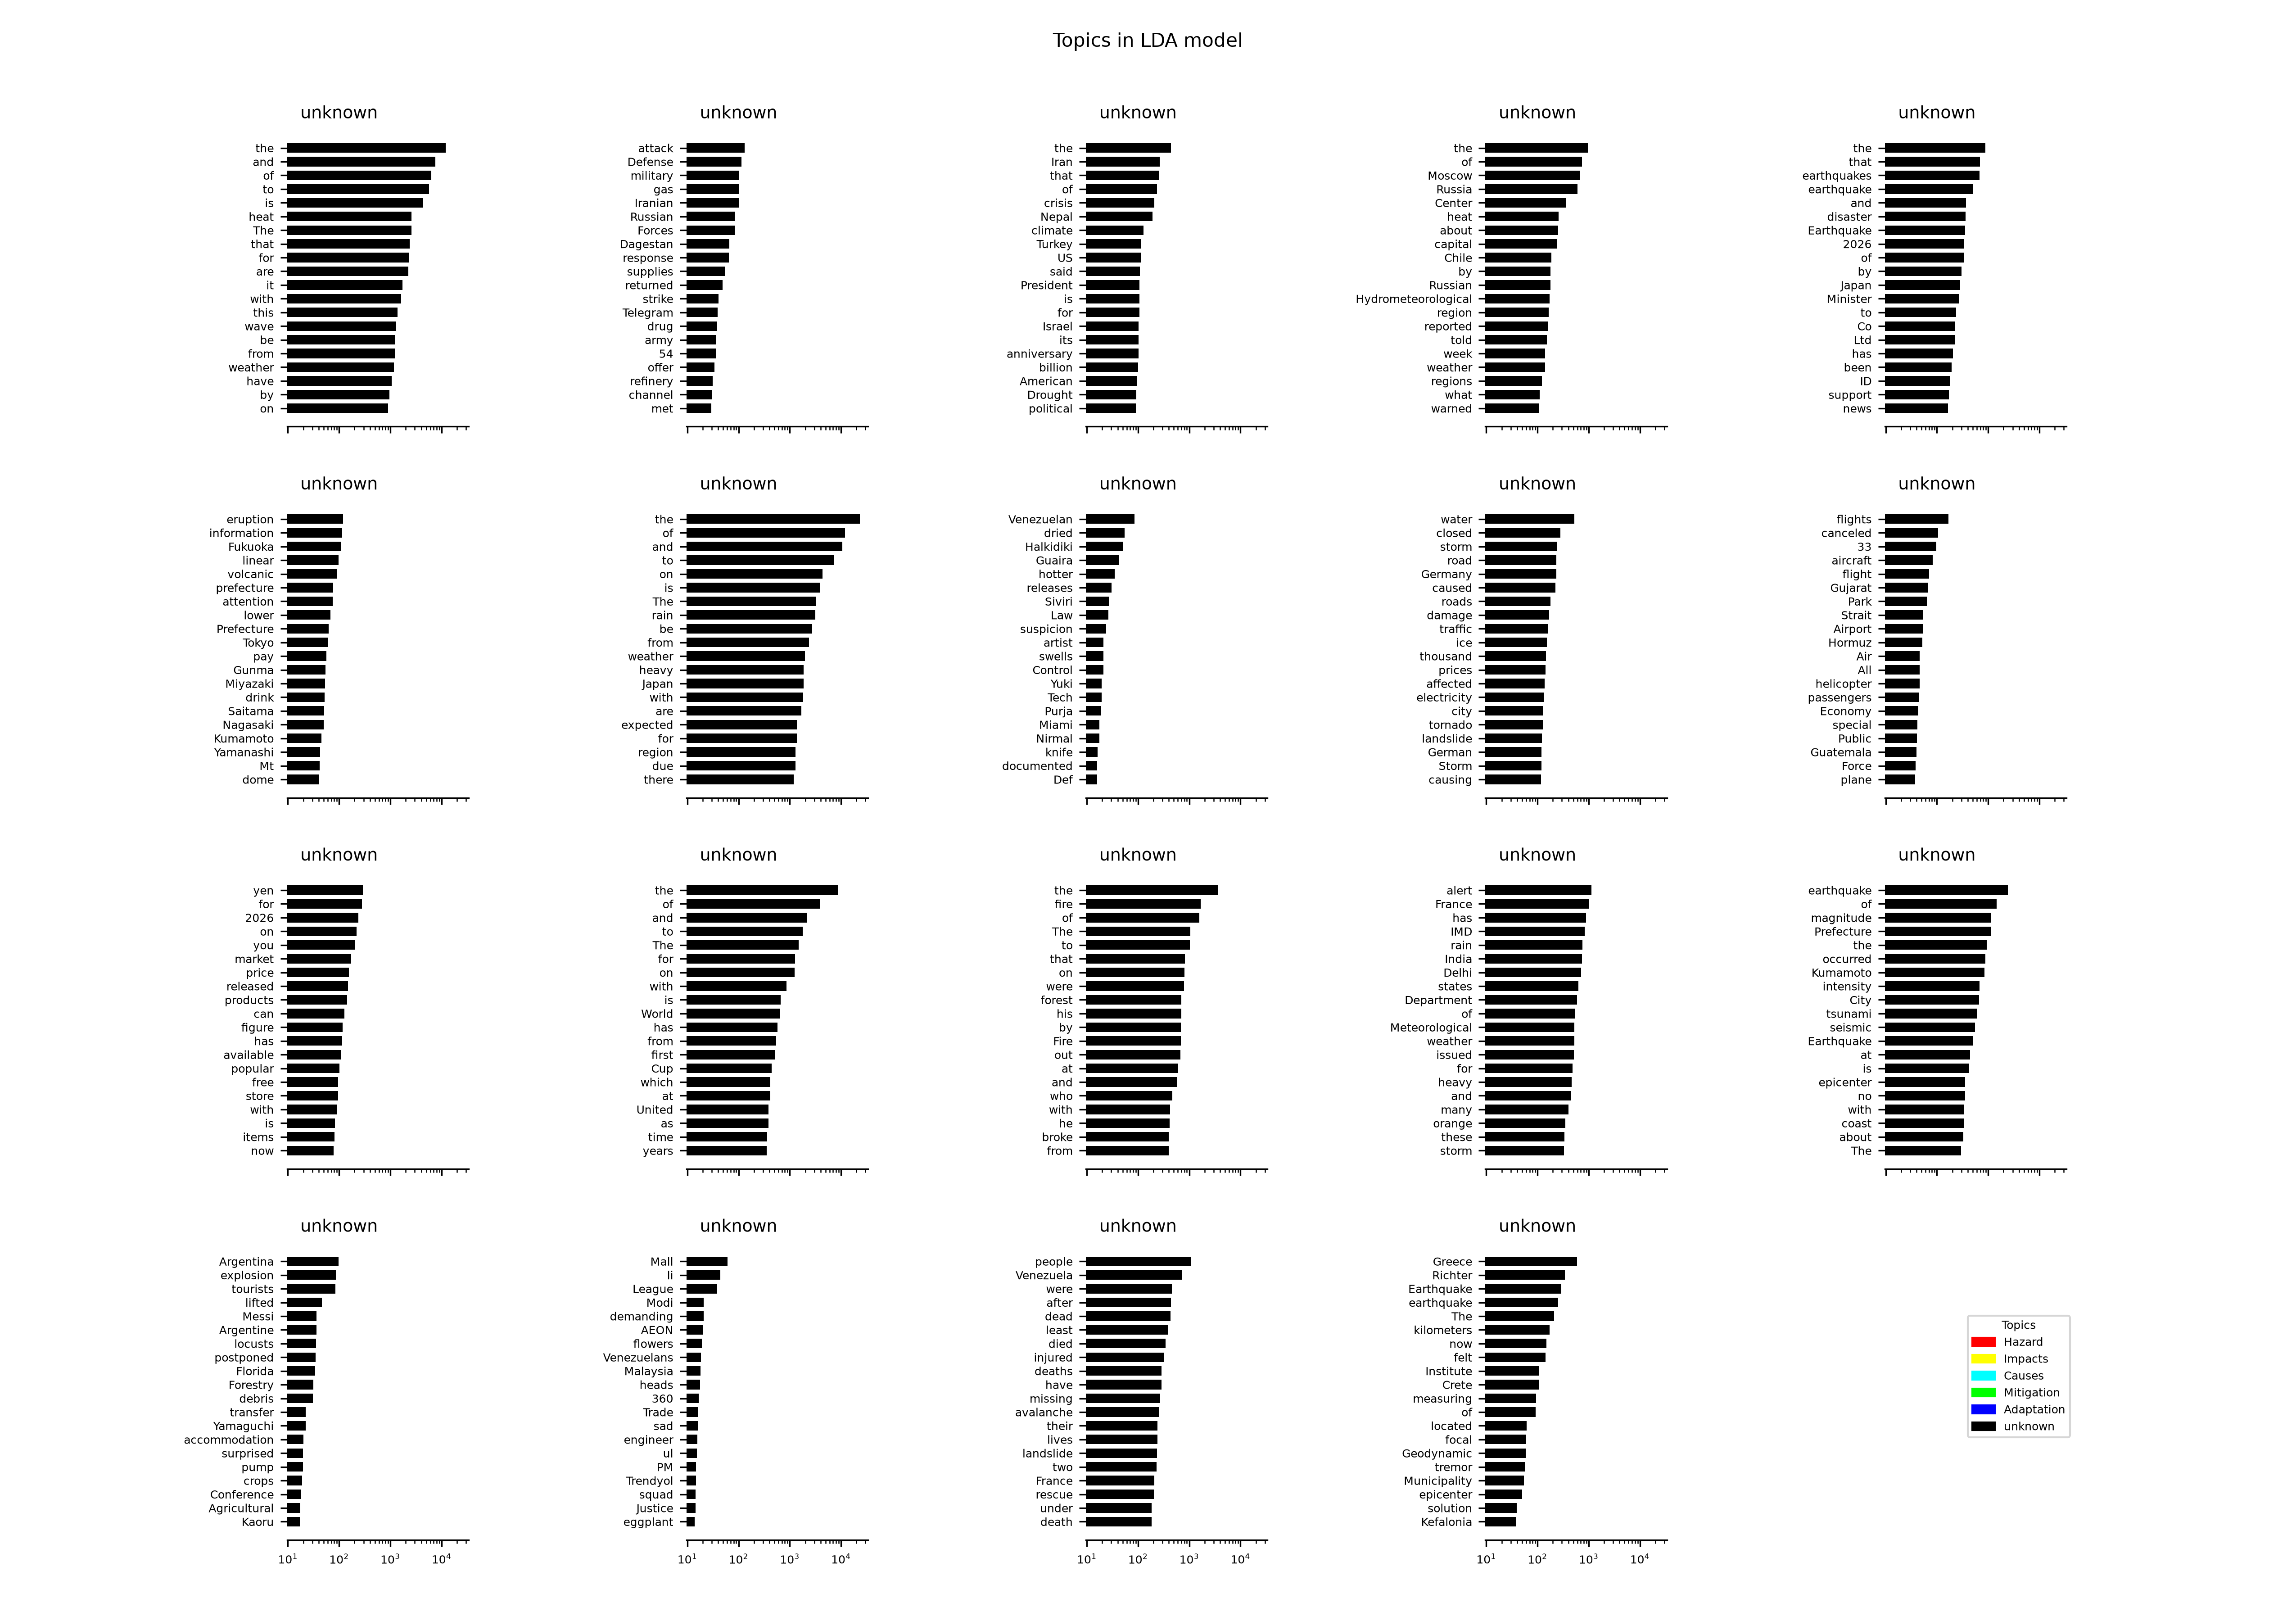 Topics in LDA model
unknown
the
and
of
to
is
heat
The
that
for
are
it
with
this
wave
be
from
weather
have
by
on
unknown
attack
Defense
military
gas
Iranian
Russian
Forces
Dagestan
response
supplies
returned
strike
Telegram
drug
army
54
offer
refinery
channel
met
unknown
the
Iran
that
of
crisis
Nepal
climate
Turkey
US
said
President
is
for
Israel
its
anniversary
billion
American
Drought
political
unknown
the
of
Moscow
Russia
Center
heat
about
capital
Chile
by
Russian
Hydrometeorological
region
reported
told
week
weather
regions
what
warned
unknown
the
that
earthquakes
earthquake
and
disaster
Earthquake
2026
of
by
Japan
Minister
to
Co
Ltd
has
been
ID
support
news
unknown
eruption
information
Fukuoka
linear
volcanic
prefecture
attention
lower
Prefecture
Tokyo
pay
Gunma
Miyazaki
drink
Saitama
Nagasaki
Kumamoto
Yamanashi
Mt
dome
unknown
the
of
and
to
on
is
The
rain
be
from
weather
heavy
Japan
with
are
expected
for
region
due
there
unknown
Venezuelan
dried
Halkidiki
Guaira
hotter
releases
Siviri
Law
suspicion
artist
swells
Control
Yuki
Tech
Purja
Miami
Nirmal
knife
documented
Def
unknown
water
closed
storm
road
Germany
caused
roads
damage
traffic
ice
thousand
prices
affected
electricity
city
tornado
landslide
German
Storm
causing
unknown
flights
canceled
33
aircraft
flight
Gujarat
Park
Strait
Airport
Hormuz
Air
All
helicopter
passengers
Economy
special
Public
Guatemala
Force
plane
unknown
yen
for
2026
on
you
market
price
released
products
can
figure
has
available
popular
free
store
with
is
items
now
unknown
the
of
and
to
The
for
on
with
is
World
has
from
first
Cup
which
at
United
as
time
years
unknown
the
fire
of
The
to
that
on
were
forest
his
by
Fire
out
at
and
who
with
he
broke
from
unknown
alert
France
has
IMD
rain
India
Delhi
states
Department
of
Meteorological
weather
issued
for
heavy
and
many
orange
these
storm
unknown
earthquake
of
magnitude
Prefecture
the
occurred
Kumamoto
intensity
City
tsunami
seismic
Earthquake
at
is
epicenter
no
with
coast
about
The
unknown
Argentina
explosion
tourists
lifted
Messi
Argentine
locusts
postponed
Florida
Forestry
debris
transfer
Yamaguchi
accommodation
surprised
pump
crops
Conference
Agricultural
Kaoru
10¹ 10² 10³ 10⁴
unknown
Mall
li
League
Modi
demanding
AEON
flowers
Venezuelans
Malaysia
heads
360
Trade
sad
engineer
ul
PM
Trendyol
squad
Justice
eggplant
10¹ 10² 10³ 10⁴
unknown
people
Venezuela
were
after
dead
least
died
injured
deaths
have
missing
avalanche
their
lives
landslide
two
France
rescue
under
death
10¹ 10² 10³ 10⁴
unknown
Greece
Richter
Earthquake
earthquake
The
kilometers
now
felt
Institute
Crete
measuring
of
located
focal
Geodynamic
tremor
Municipality
epicenter
solution
Kefalonia
10¹ 10² 10³ 10⁴
Topics
Hazard
Impacts
Causes
Mitigation
Adaptation
unknown